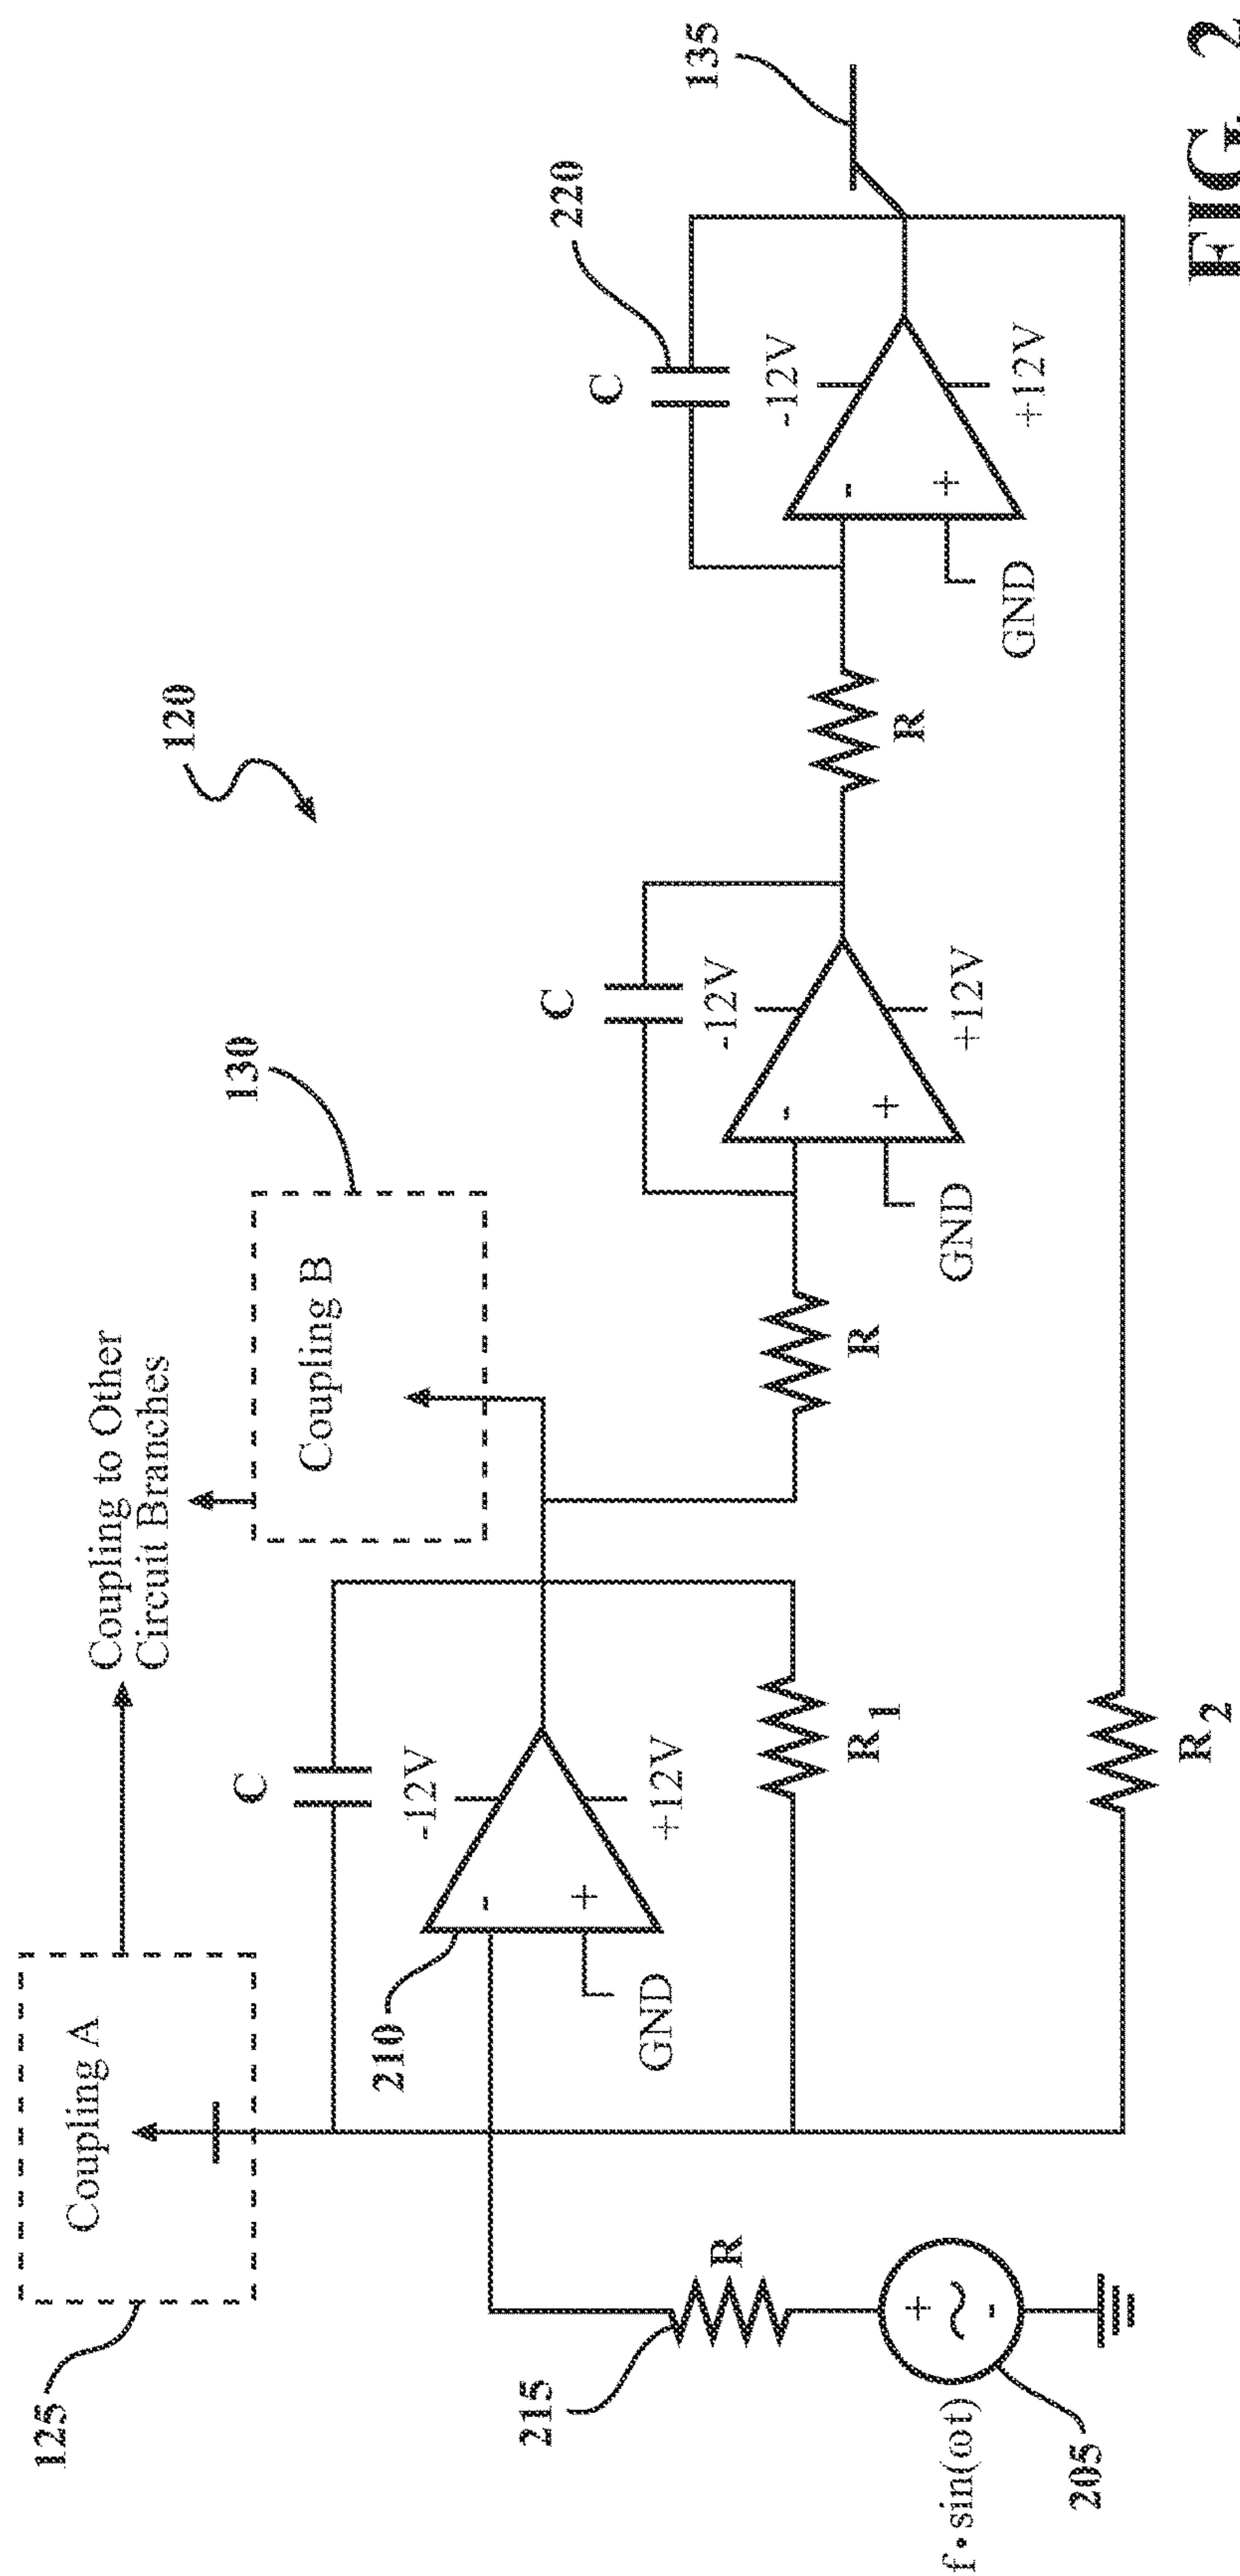 125
Coupling A
Coupling to Other
Circuit Branches
130
Coupling B
120
C
-12V
210
-
+
GND
+12V
R
1
R
2
215
R
+
-
f•sin(ωt)
205
R
C
-12V
-
+
GND
+12V
R
C
220
-12V
-
+
GND
+12V
135
FIG. 2